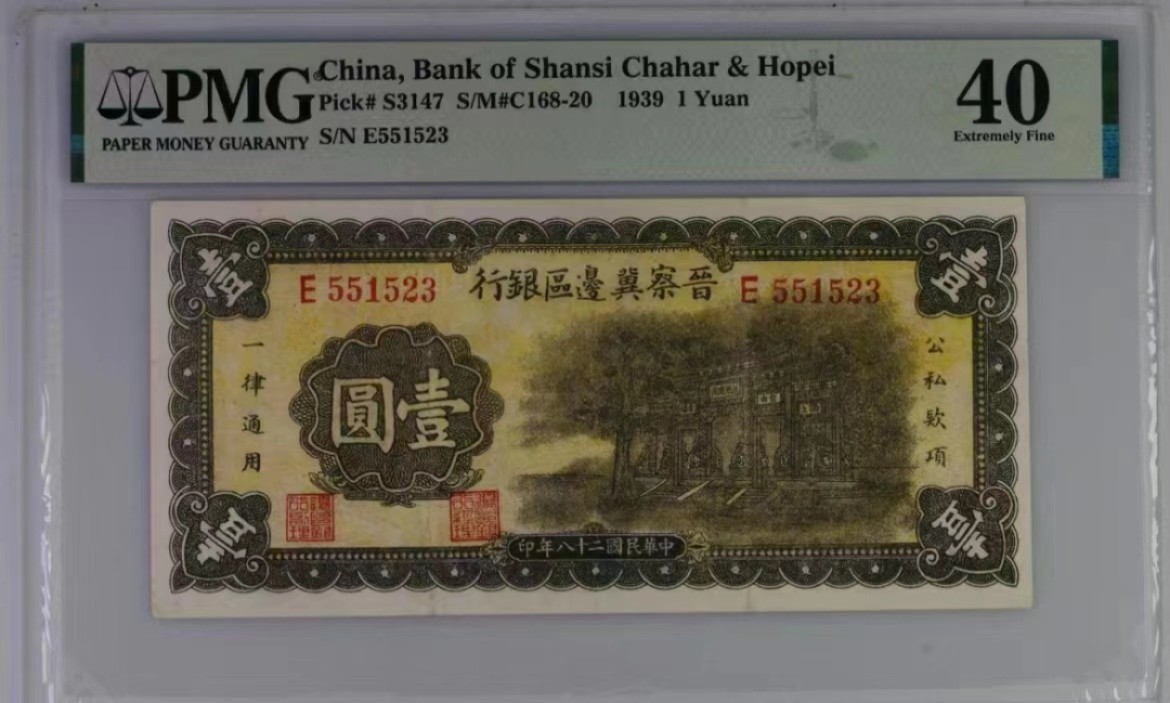 PMG
PAPER MONEY GUARANTY
China, Bank of Shansi Chahar & Hopei
Pick# S3147 S/M#C168-20 1939 1 Yuan
S/N E551523
40
Extremely Fine
壹
壹
E 551523
行銀區邊冀察晉
E 551523
公私款項
一律通用
圓壹
壹
壹
印年八十二國民華中